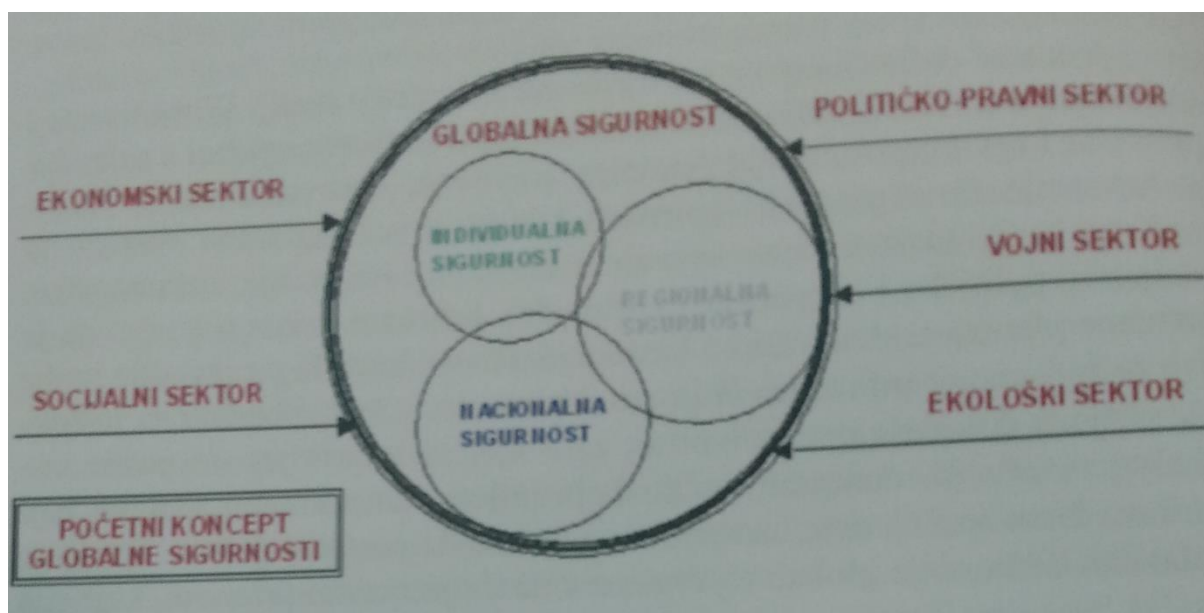 GLOBALNA SIGURNOST
POLITIČKO-PRAVNI SEKTOR
EKONOMSKI SEKTOR
INDIVIDUALNA
SIGURNOST
VOJNI SEKTOR
REGIONALNA
SIGURNOST
SOCIJALNI SEKTOR
NACIONALNA
SIGURNOST
EKOLOŠKI SEKTOR
POČETNI KONCEPT
GLOBALNE SIGURNOSTI